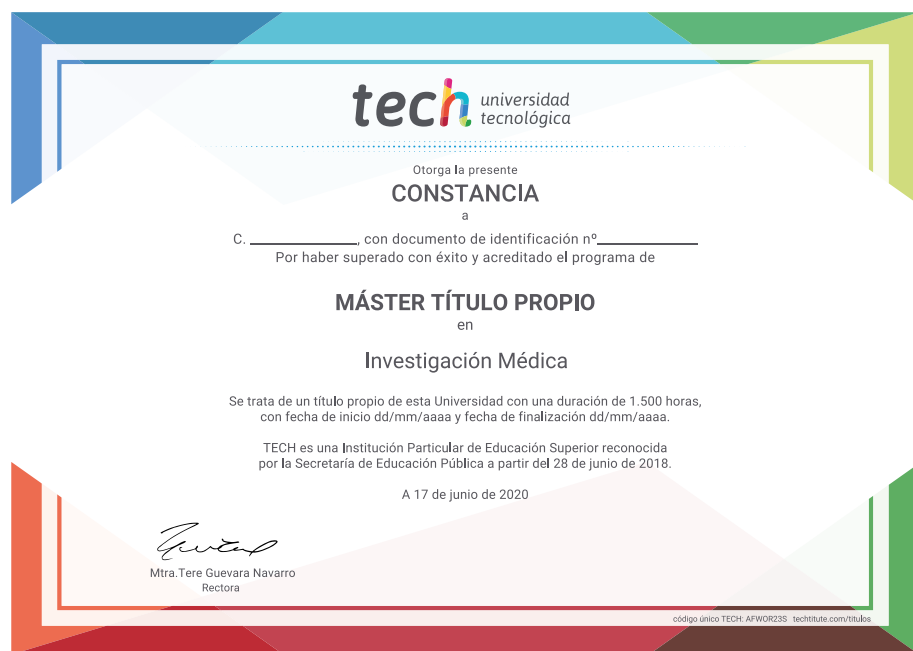 tech universidad
tecnológica
Otorga la presente
CONSTANCIA
a
C. ____________, con documento de identificación nº____________
Por haber superado con éxito y acreditado el programa de
MÁSTER TÍTULO PROPIO
en
Investigación Médica
Se trata de un título propio de esta Universidad con una duración de 1.500 horas,
con fecha de inicio dd/mm/aaaa y fecha de finalización dd/mm/aaaa.
TECH es una Institución Particular de Educación Superior reconocida
por la Secretaría de Educación Pública a partir del 28 de junio de 2018.
A 17 de junio de 2020
Mtra.Tere Guevara Navarro
Rectora
código único TECH: AFWOR23S techtitute.com/titulos